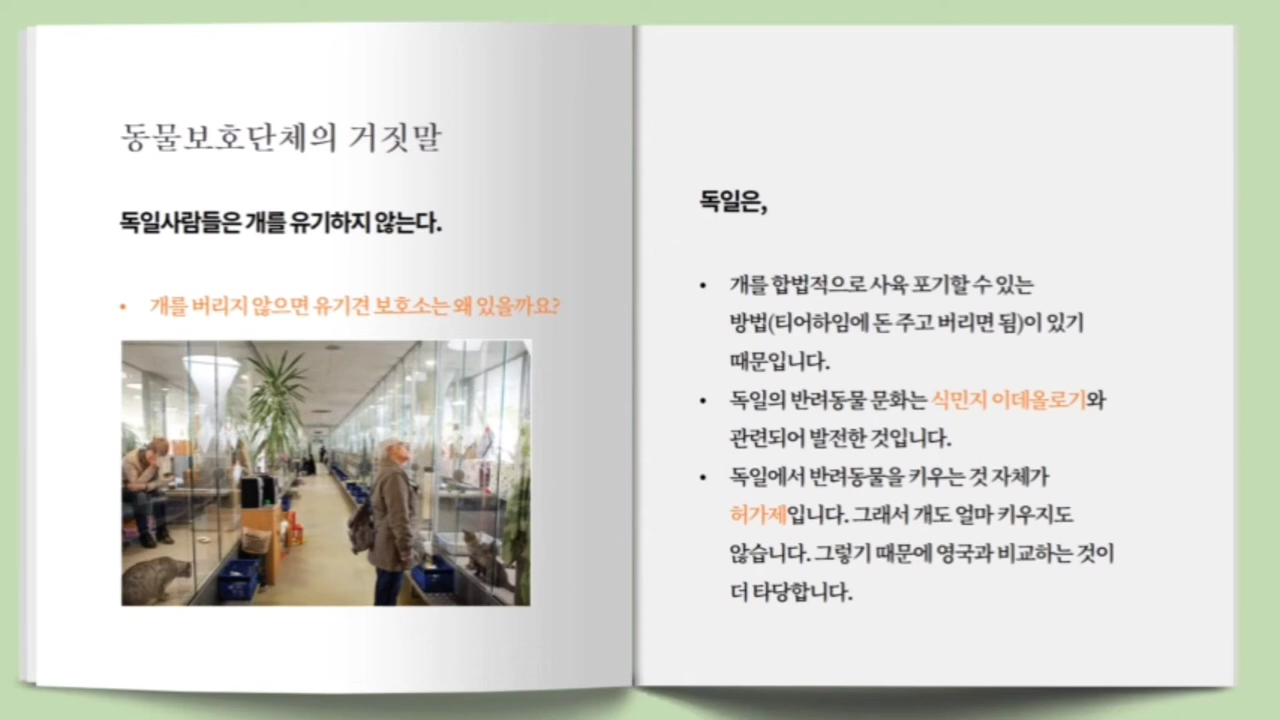 동물보호단체의 거짓말
독일사람들은 개를 유기하지 않는다.
• 개를 버리지 않으면 유기견 보호소는 왜 있을까요?
독일은,
• 개를 합법적으로 사육 포기할 수 있는
방법(티어하임에 돈 주고 버리면 됨)이 있기
때문입니다.
• 독일의 반려동물 문화는 식민지 이데올로기와
관련되어 발전한 것입니다.
• 독일에서 반려동물을 키우는 것 자체가
허가제입니다. 그래서 개도 얼마 키우지도
않습니다. 그렇기 때문에 영국과 비교하는 것이
더 타당합니다.